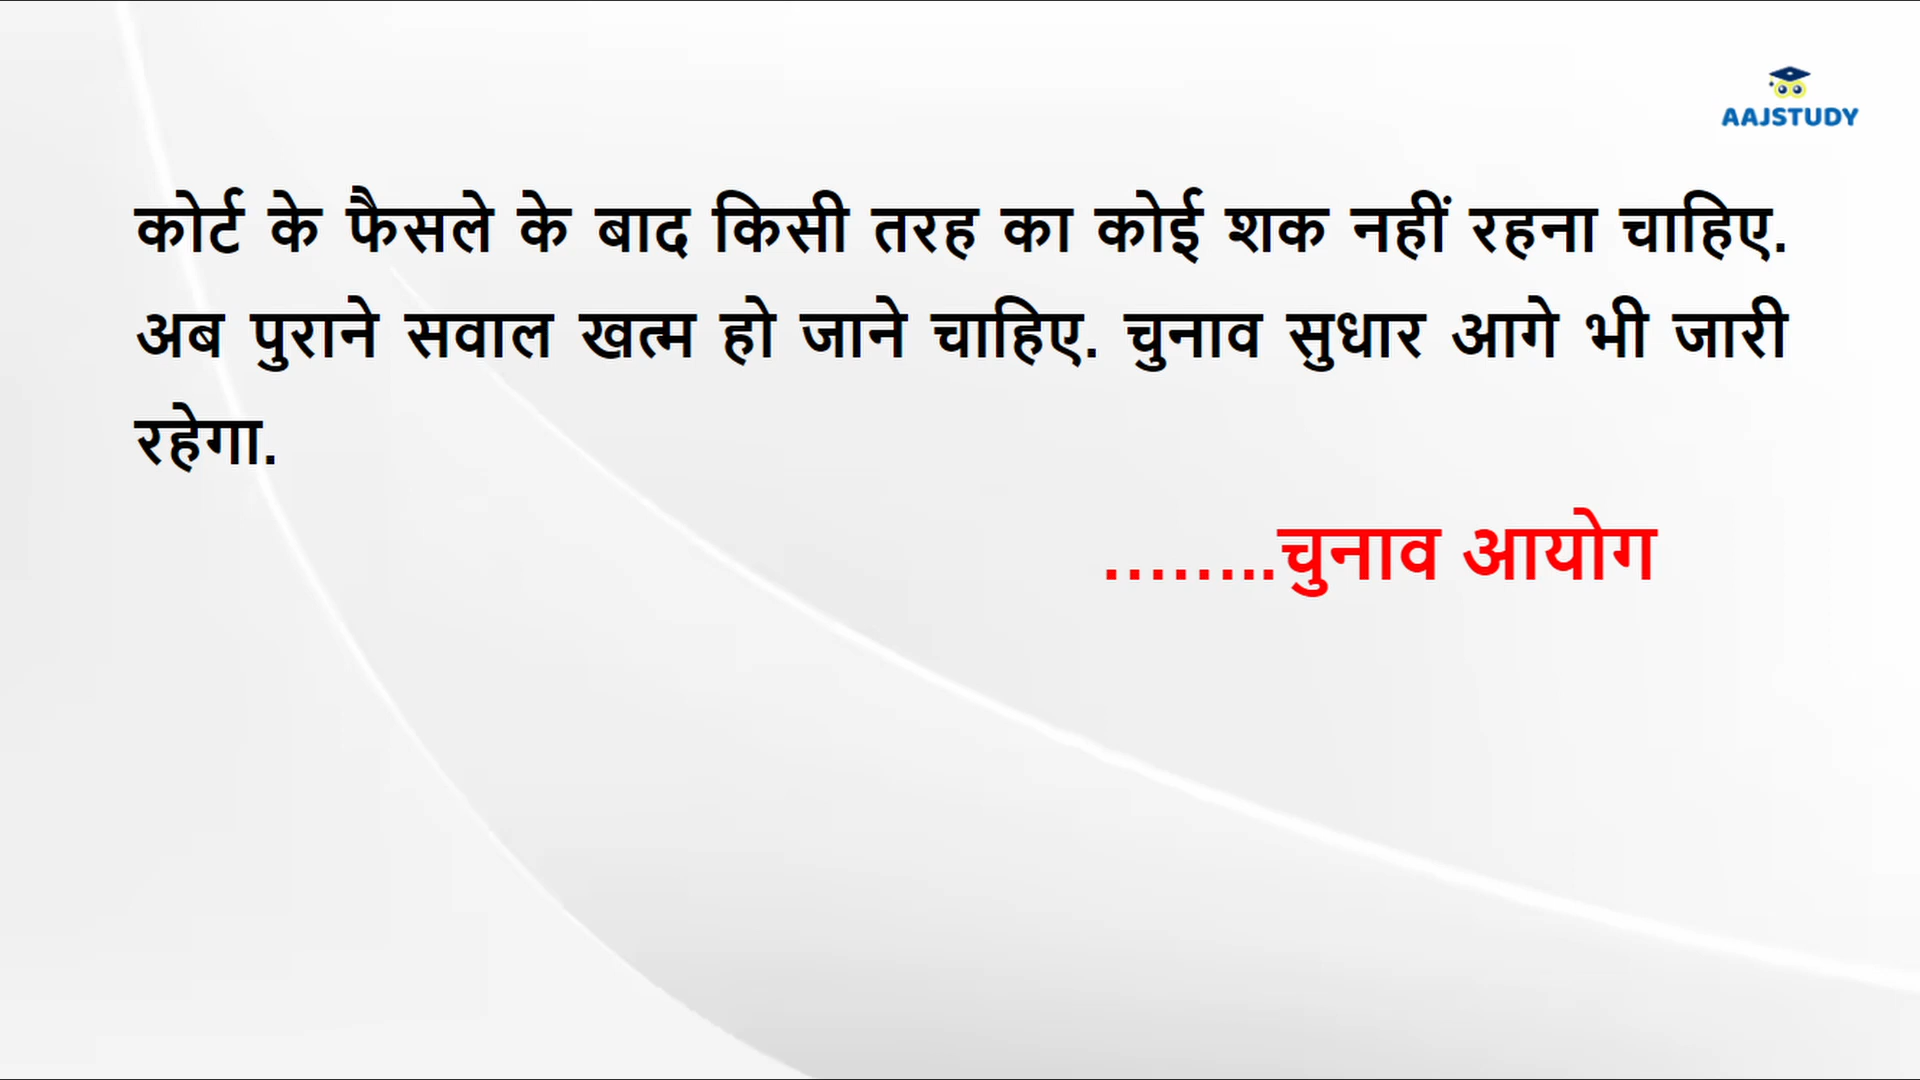 AAJSTUDY
कोर्ट के फैसले के बाद किसी तरह का कोई शक नहीं रहना चाहिए.
अब पुराने सवाल खत्म हो जाने चाहिए. चुनाव सुधार आगे भी जारी
रहेगा.
……..चुनाव आयोग